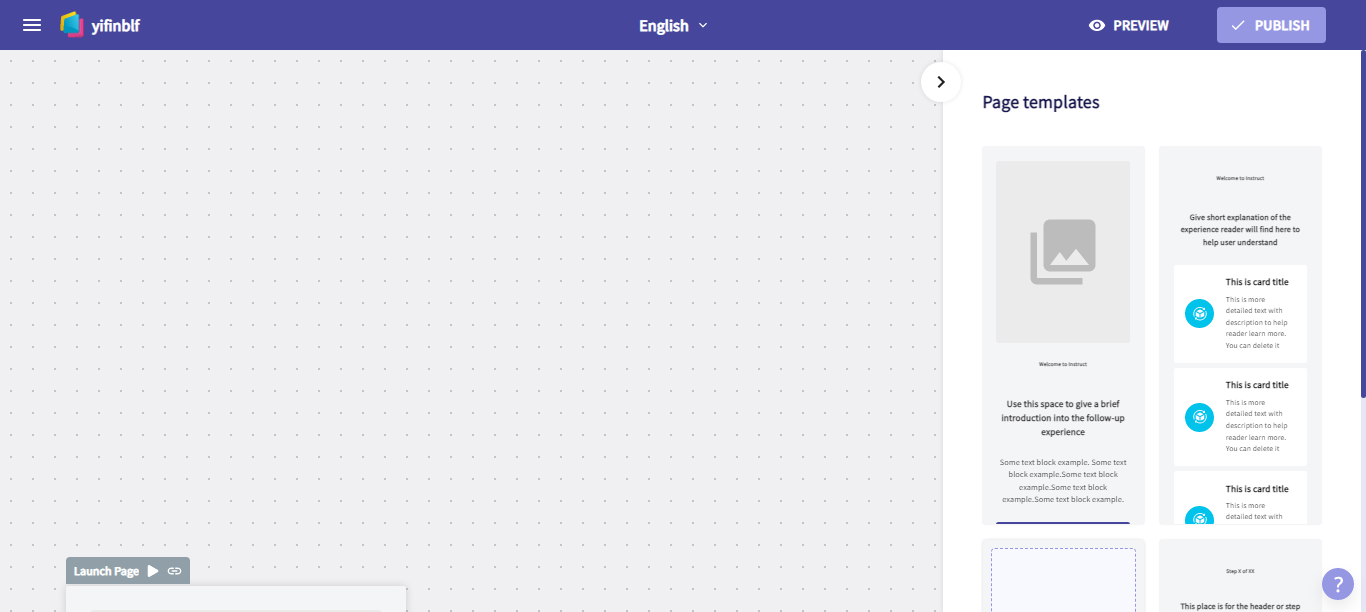 yifinblf
English
PREVIEW
PUBLISH
Page templates
Welcome to Instruct
Use this space to give a brief
introduction into the follow-up
experience
Some text block example. Some text
block example.Some text block
example.Some text block
example.Some text block example.
Welcome to Instruct
Give short explanation of the
experience reader will find here to
help user understand
This is card title
This is more
detailed text with
description to help
reader learn more.
You can delete it
This is card title
This is more
detailed text with
description to help
reader learn more.
You can delete it
This is card title
This is more
detailed text with
Step X of XX
This place is for the header or step
Launch Page
?